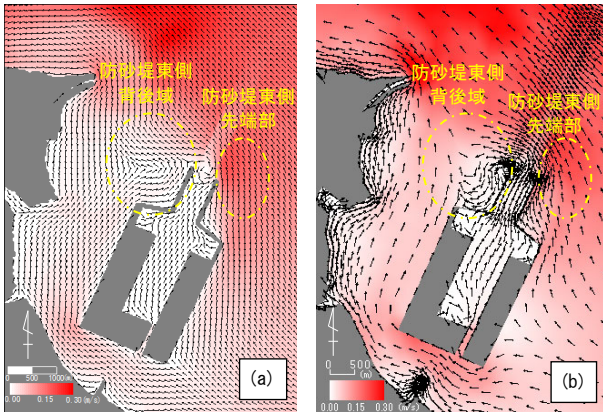 防砂堤東側
背後域
防砂堤東側
先端部
0 500 1000(m)
0.00 0.15 0.30(m/s)
(a)
防砂堤東側
背後域
防砂堤東側
先端部
0 500
(m)
0.00 0.15 0.30 (m/s)
(b)